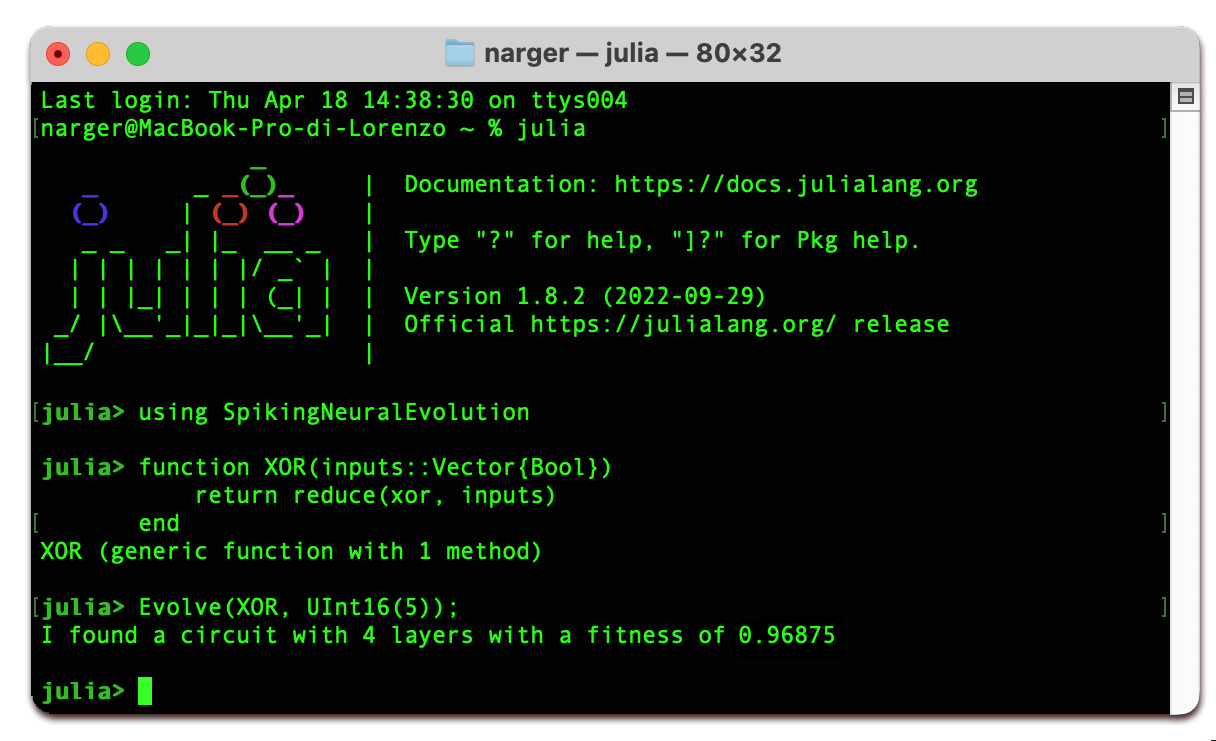 narger — julia — 80×32
Last login: Thu Apr 18 14:38:30 on ttys004
narger@MacBook-Pro-di-Lorenzo ~ % julia
Documentation: https://docs.julialang.org
Type "?" for help, "]?" for Pkg help.
julia
Version 1.8.2 (2022-09-29)
Official https://julialang.org/ release
julia> using SpikingNeuralEvolution
julia> function XOR(inputs::Vector{Bool})
return reduce(xor, inputs)
end
XOR (generic function with 1 method)
julia> Evolve(XOR, UInt16(5));
I found a circuit with 4 layers with a fitness of 0.96875
julia>